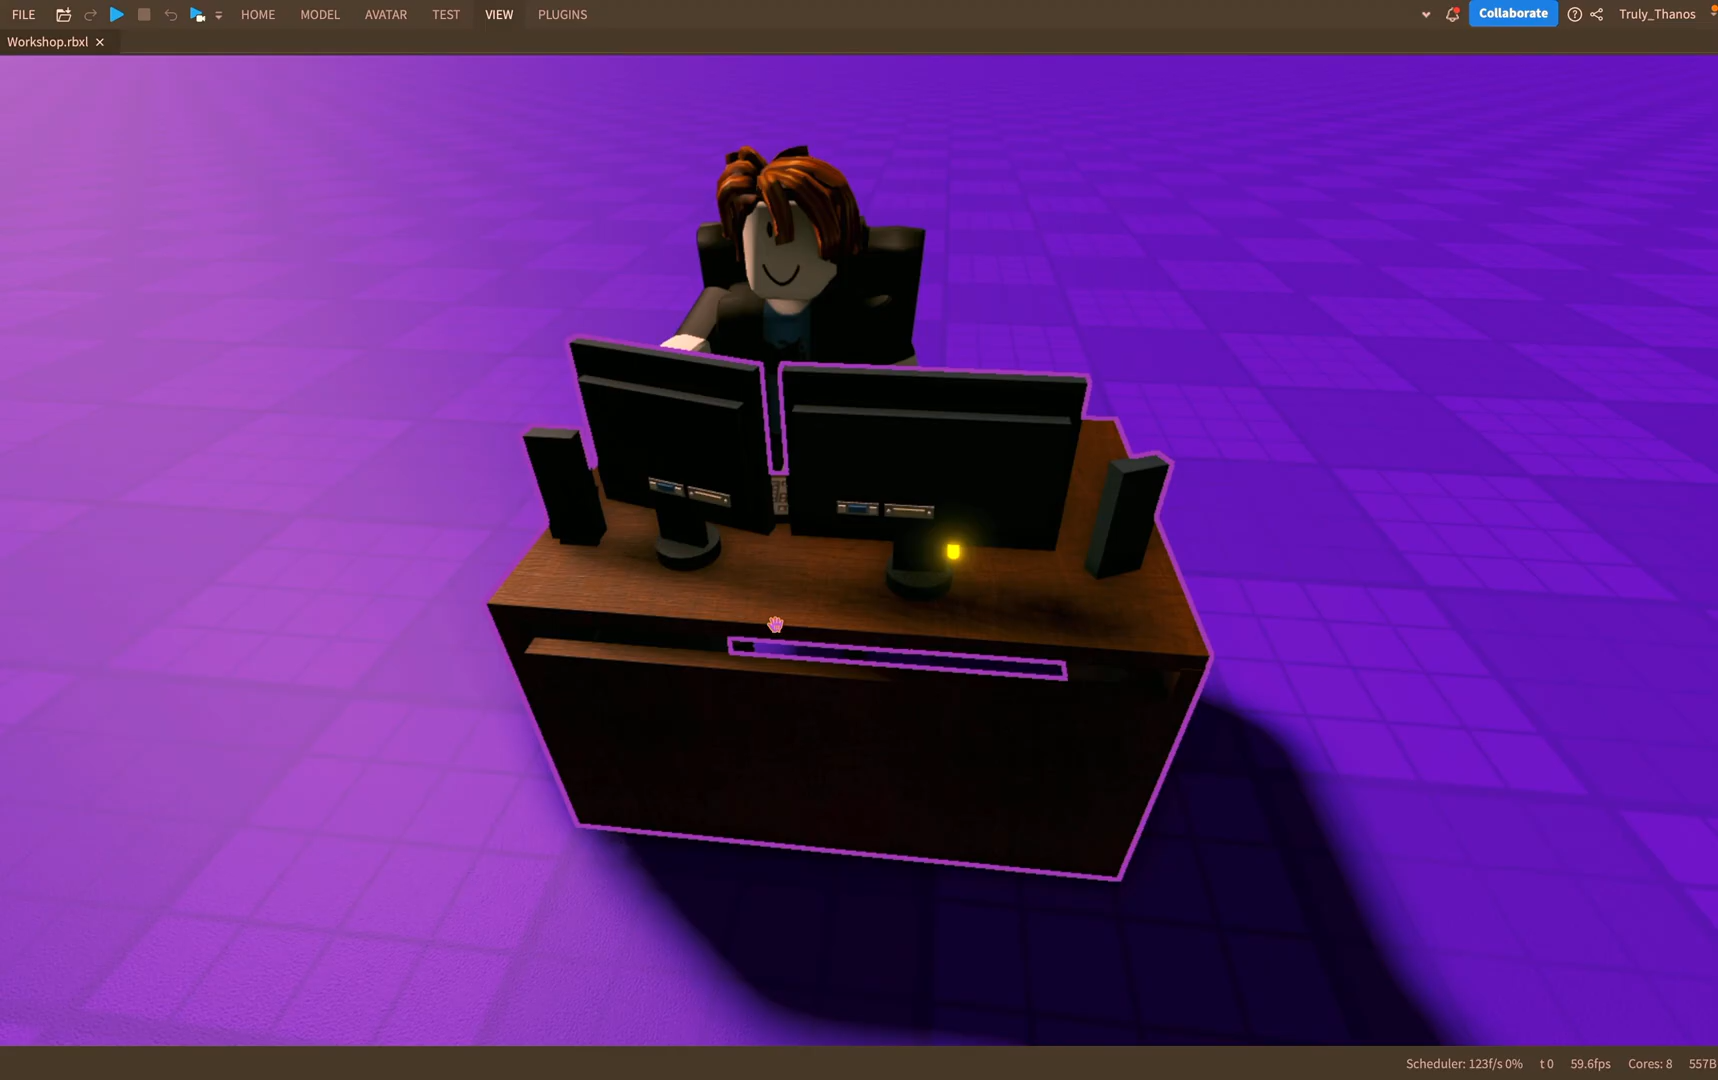 FILE HOME MODEL AVATAR TEST VIEW PLUGINS Collaborate Truly_Thanos
Workshop.rbxl
Scheduler: 123f/s 0% t 0 59.6fps Cores: 8 557B